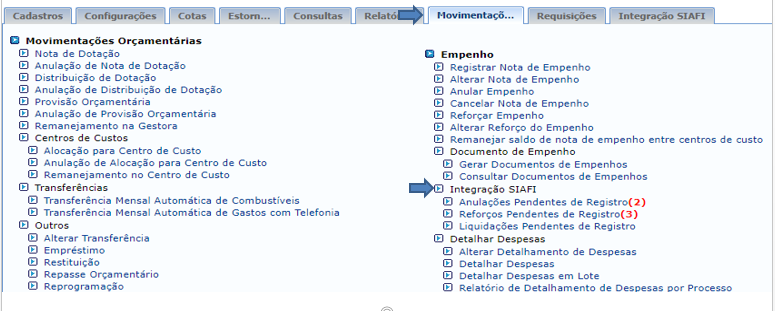 Cadastros
Configurações
Cotas
Estorn...
Consultas
Relató
Movimentaçõ...
Requisições
Integração SIAFI
Movimentações Orçamentárias
Nota de Dotação
Anulação de Nota de Dotação
Distribuição de Dotação
Anulação de Distribuição de Dotação
Provisão Orçamentária
Anulação de Provisão Orçamentária
Remanejamento na Gestora
Centros de Custos
Alocação para Centro de Custo
Anulação de Alocação para Centro de Custo
Remanejamento no Centro de Custo
Transferências
Transferência Mensal Automática de Combustíveis
Transferência Mensal Automática de Gastos com Telefonia
Outros
Alterar Transferência
Empréstimo
Restituição
Repasse Orçamentário
Reprogramação
Empenho
Registrar Nota de Empenho
Alterar Nota de Empenho
Anular Empenho
Cancelar Nota de Empenho
Reforçar Empenho
Alterar Reforço do Empenho
Remanejar saldo de nota de empenho entre centros de custo
Documento de Empenho
Gerar Documentos de Empenhos
Consultar Documentos de Empenhos
Integração SIAFI
Anulações Pendentes de Registro(2)
Reforços Pendentes de Registro(3)
Liquidações Pendentes de Registro
Detalhar Despesas
Alterar Detalhamento de Despesas
Detalhar Despesas
Detalhar Despesas em Lote
Relatório de Detalhamento de Despesas por Processo